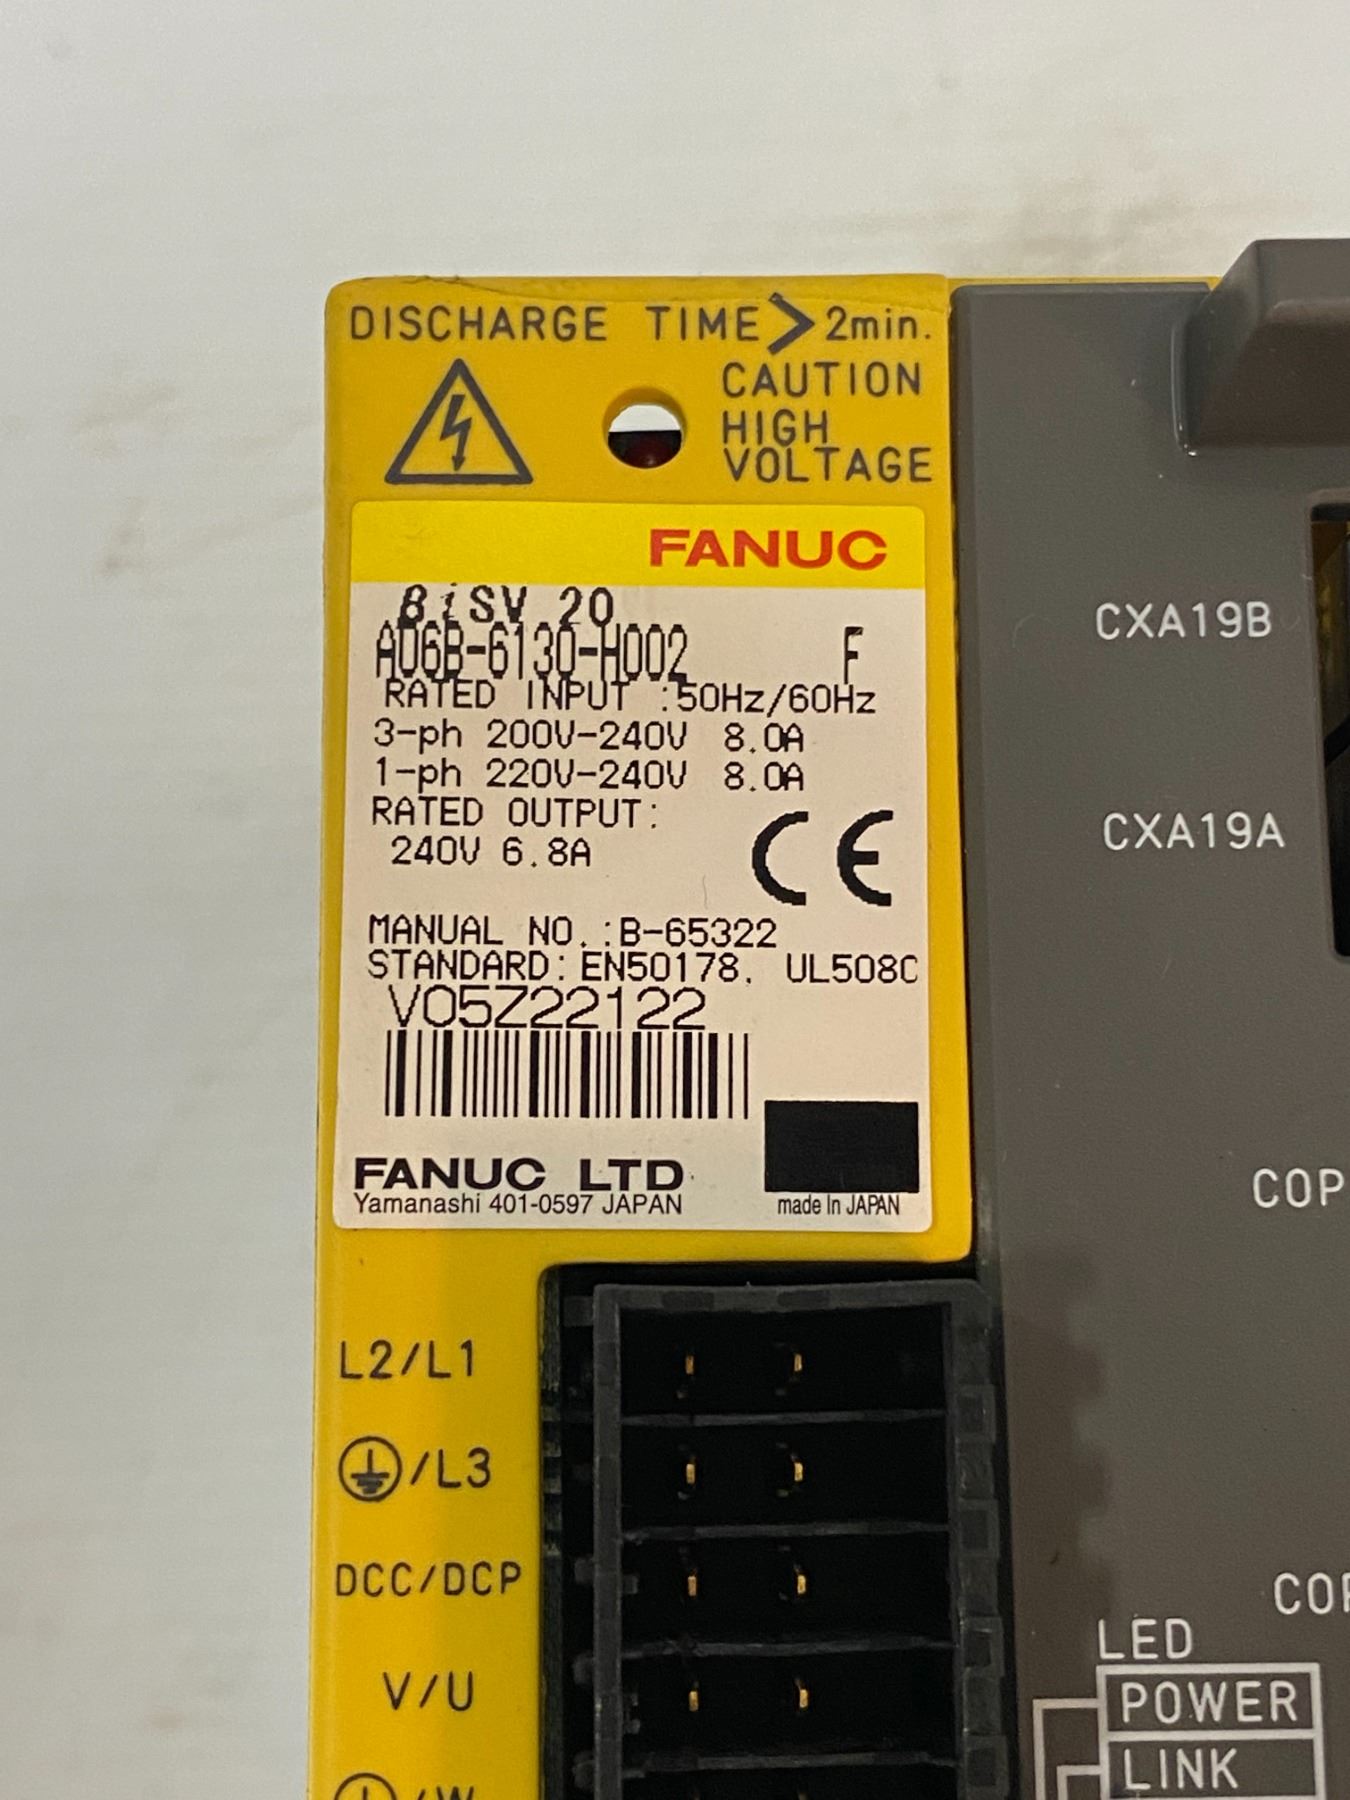 DISCHARGE TIME > 2min.
CAUTION
HIGH
VOLTAGE
FANUC
BiSV 20
A06B-6130-H002 F
RATED INPUT :50Hz/60Hz
3-ph 200V-240V 8.0A
1-ph 220V-240V 8.0A
RATED OUTPUT:
240V 6.8A
CE
MANUAL NO.:B-65322
STANDARD:EN50178, UL508C
V05Z22122
FANUC LTD
Yamanashi 401-0597 JAPAN
made In JAPAN
L2/L1
/L3
DCC/DCP
V/U
/W
CXA19B
CXA19A
COP
COP
LED
POWER
LINK